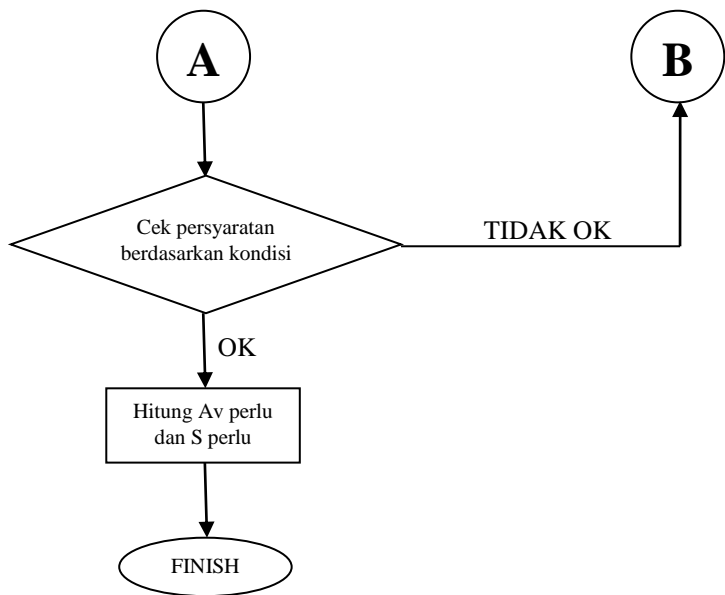 A
B
Cek persyaratan
berdasarkan kondisi
TIDAK OK
OK
Hitung Av perlu
dan S perlu
FINISH